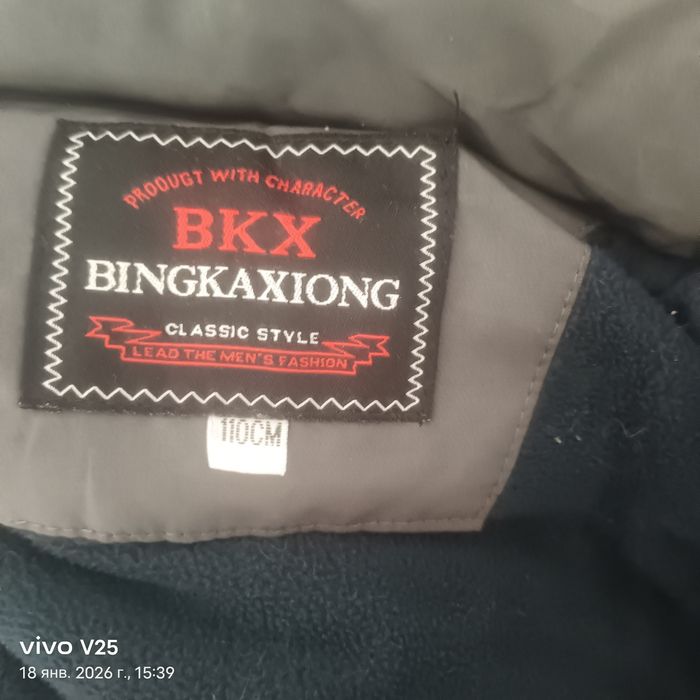 PROOUGT WITH CHARACTER
BKX
BINGKAXIONG
CLASSIC STYLE
LEAD THE MEN'S FASHION
110CM
vivo V25
18 янв. 2026 г., 15:39